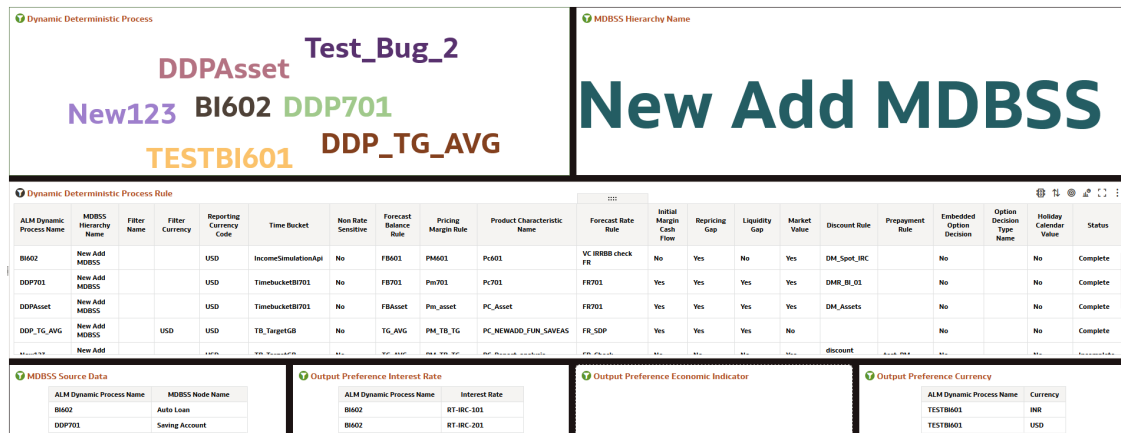 Dynamic Deterministic Process
Test_Bug_2
DDPAsset
New123 BI602 DDP701
DDP_TG_AVG
TESTBI601
MDBSS Hierarchy Name
New Add MDBSS
Dynamic Deterministic Process Rule
ALM Dynamic Process Name MDBSS Hierarchy Name Filter Name Filter Currency Reporting Currency Code Time Bucket Non Rate Sensitive Forecast Balance Rule Pricing Margin Rule Product Characteristic Name Forecast Rate Rule Initial Margin Cash Flow Repricing Gap Liquidity Gap Market Value Discount Rule Prepayment Rule Embedded Option Decision Option Decision Type Name Holiday Calendar Value Status
BI602 New Add MDBSS USD IncomeSimulationApi No FB601 PM601 Pc601 VC IRRBB check FR No Yes No Yes DM_Spot_IRC No No Complete
DDP701 New Add MDBSS USD TimebucketBI701 No FB701 Pm701 Pc701 FR701 Yes Yes Yes Yes DMR_BI_01 No No Complete
DDPAsset New Add MDBSS USD TimebucketBI701 No FBAsset Pm_asset PC_Asset FR701 Yes Yes Yes Yes DM_Assets No No Complete
DDP_TG_AVG New Add MDBSS USD USD TB_TargetGB No TG_AVG PM_TB_TG PC_NEWADD_FUN_SAVEAS FR_SDP Yes Yes Yes No No No Complete
New Add discount
MDBSS Source Data
ALM Dynamic Process Name MDBSS Node Name
BI602 Auto Loan
DDP701 Saving Account
Output Preference Interest Rate
ALM Dynamic Process Name Interest Rate
BI602 RT-IRC-101
BI602 RT-IRC-201
Output Preference Economic Indicator
Output Preference Currency
ALM Dynamic Process Name Currency
TESTBI601 INR
TESTBI601 USD